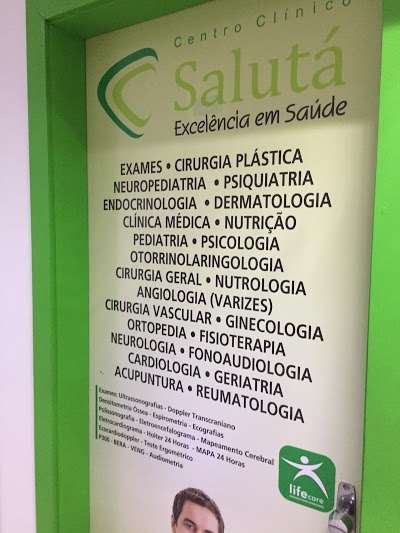 Centro Clínico
Salutá
Excelência em Saúde
EXAMES • CIRURGIA PLÁSTICA
NEUROPEDIATRIA • PSIQUIATRIA
ENDOCRINOLOGIA • DERMATOLOGIA
CLÍNICA MÉDICA • NUTRIÇÃO
PEDIATRIA • PSICOLOGIA
OTORRINOLARINGOLOGIA
CIRURGIA GERAL • NUTROLOGIA
ANGIOLOGIA (VARIZES)
CIRURGIA VASCULAR • GINECOLOGIA
ORTOPEDIA • FISIOTERAPIA
NEUROLOGIA • FONOAUDIOLOGIA
CARDIOLOGIA • GERIATRIA
ACUPUNTURA • REUMATOLOGIA
Exames: Ultrassonografias - Doppler Transcraniano
Densitometria Óssea - Espirometria - Ecografias
Polissonografia - Eletroencefalograma - Mapeamento Cerebral
Eletrocardiograma - Holter 24 Horas - MAPA 24 Horas
Ecocardiodoppler - Teste Ergométrico
P300 - BERA - VENG - Audiometria
life care